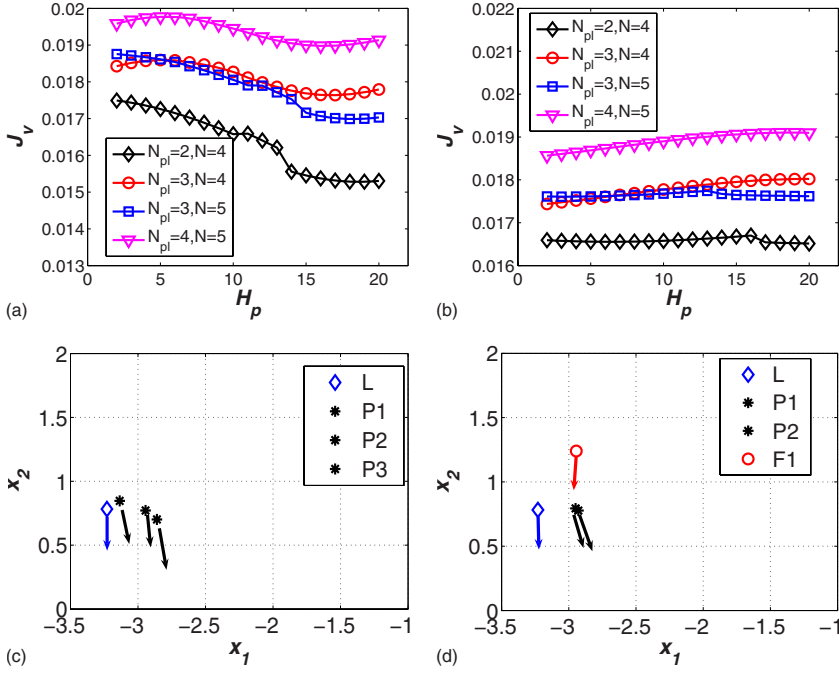 0.02
0.019
0.018
0.017
0.016
0.015
0.014
0.013
J_v
0 5 10 15 20
H_p
N_pl=2,N=4
N_pl=3,N=4
N_pl=3,N=5
N_pl=4,N=5
(a)
0.022
0.021
0.02
0.019
0.018
0.017
0.016
J_v
0 5 10 15 20
H_p
N_pl=2,N=4
N_pl=3,N=4
N_pl=3,N=5
N_pl=4,N=5
(b)
2
1.5
1
0.5
0
x_2
−3.5 −3 −2.5 −2 −1.5 −1
x_1
L
P1
P2
P3
(c)
2
1.5
1
0.5
0
x_2
−3.5 −3 −2.5 −2 −1.5 −1
x_1
L
P1
P2
F1
(d)